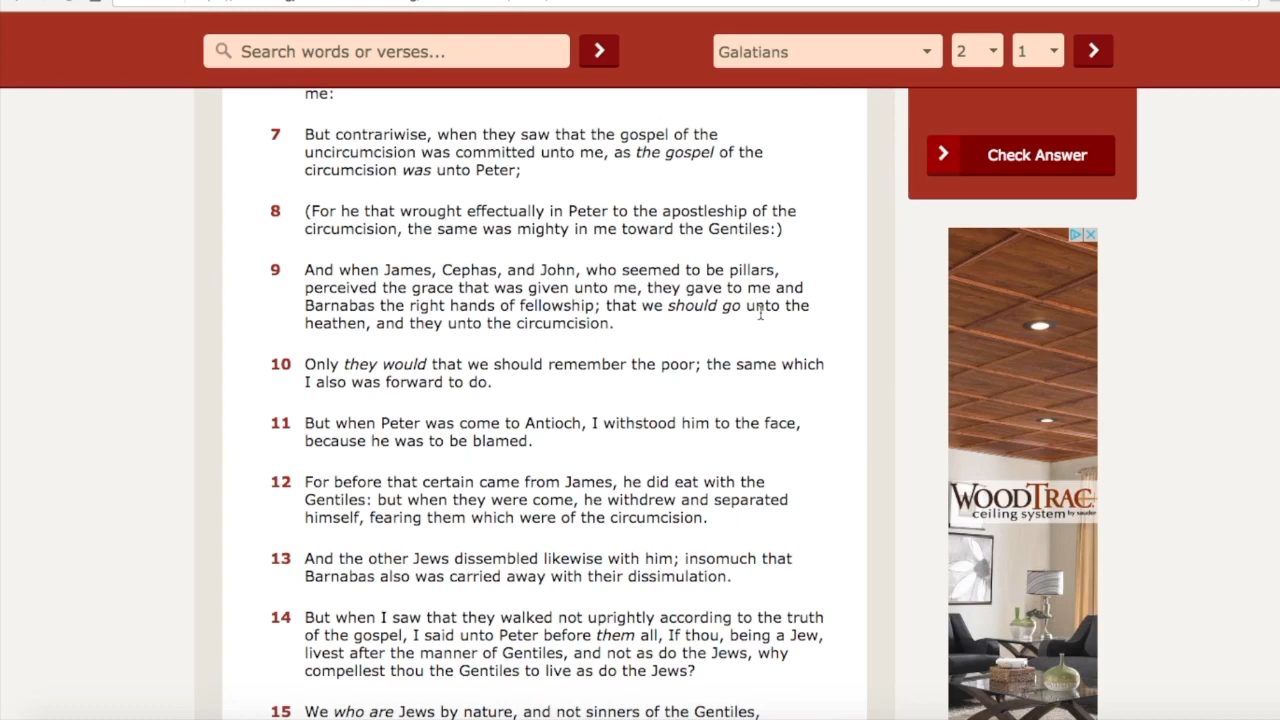 Search words or verses...
Galatians
2
1
me:
7 But contrariwise, when they saw that the gospel of the
uncircumcision was committed unto me, as the gospel of the
circumcision was unto Peter;
8 (For he that wrought effectually in Peter to the apostleship of the
circumcision, the same was mighty in me toward the Gentiles:)
9 And when James, Cephas, and John, who seemed to be pillars,
perceived the grace that was given unto me, they gave to me and
Barnabas the right hands of fellowship; that we should go unto the
heathen, and they unto the circumcision.
10 Only they would that we should remember the poor; the same which
I also was forward to do.
11 But when Peter was come to Antioch, I withstood him to the face,
because he was to be blamed.
12 For before that certain came from James, he did eat with the
Gentiles: but when they were come, he withdrew and separated
himself, fearing them which were of the circumcision.
13 And the other Jews dissembled likewise with him; insomuch that
Barnabas also was carried away with their dissimulation.
14 But when I saw that they walked not uprightly according to the truth
of the gospel, I said unto Peter before them all, If thou, being a Jew,
livest after the manner of Gentiles, and not as do the Jews, why
compellest thou the Gentiles to live as do the Jews?
15 We who are Jews by nature, and not sinners of the Gentiles,
Check Answer
WOODTRAC
ceiling system by sauder